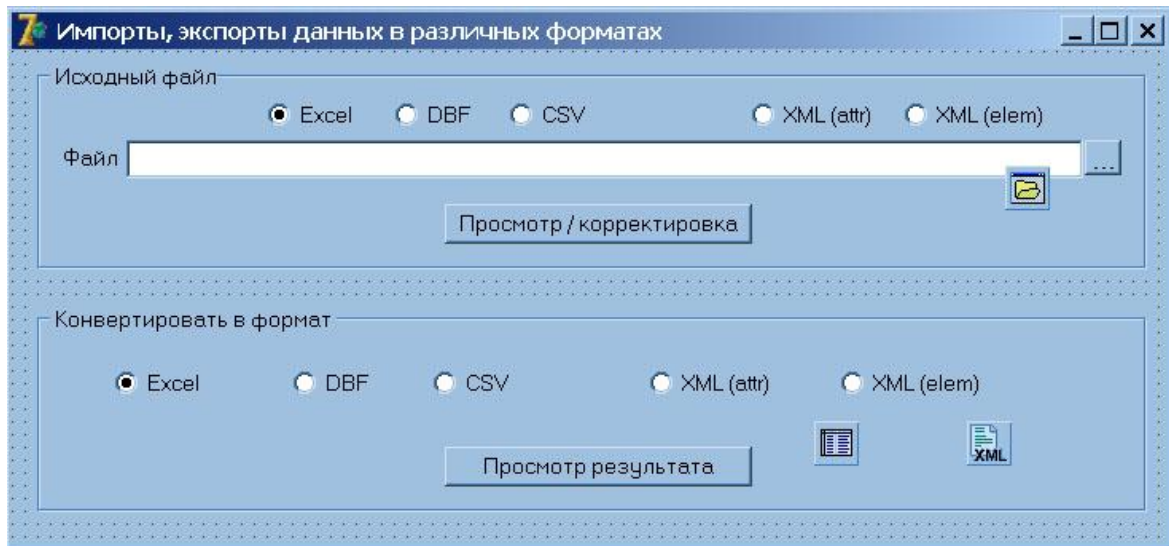 Импорты, экспорты данных в различных форматах
Исходный файл
Excel DBF CSV XML (attr) XML (elem)
Файл ...
Просмотр / корректировка
Конвертировать в формат
Excel DBF CSV XML (attr) XML (elem)
XML
Просмотр результата